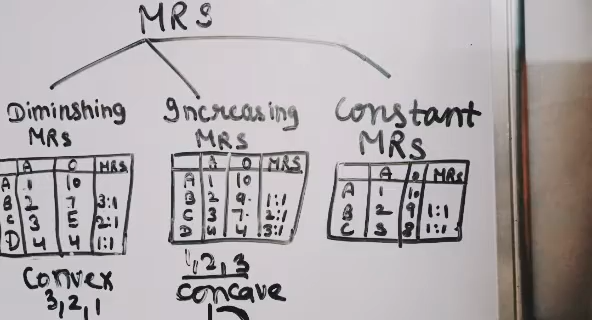 MRS
Diminshing
MRS
A O MRS
A 1 10
B 2 7 3:1
C 3 5 2:1
D 4 4 1:1
Convex
3,2,1
Increasing
MRS
A O MRS
A 1 10
B 2 9 1:1
C 3 7 2:1
D 4 4 3:1
1,2,3
concave
Constant
MRS
A O MRS
A 1 10
B 2 9 1:1
C 3 8 1:1